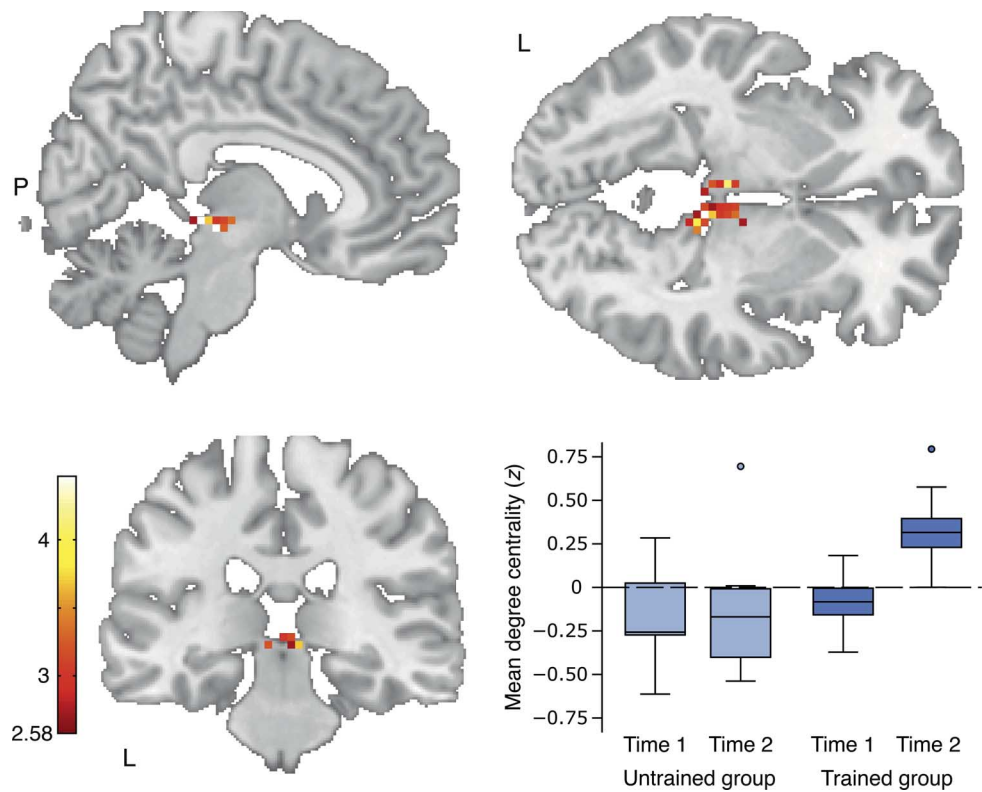 L
P
4
3
2.58
L
Mean degree centrality (z)
0.75
0.50
0.25
0
−0.25
−0.50
−0.75
Time 1 Time 2 Time 1 Time 2
Untrained group Trained group